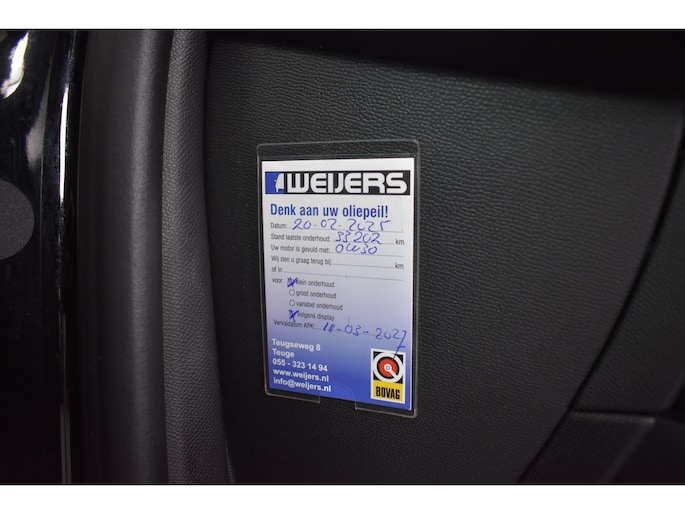 WEIJERS
Denk aan uw oliepeil!
Datum: 20-02-2025
Stand laatste onderhoud: 33202 km
Uw motor is gevuld met: 0W30
Wij zien u graag terug bij km
of in
voor klein onderhoud
groot onderhoud
variabel onderhoud
volgens display
Vervaldatum APK: 14-03-2027
Teugseweg 8
Teuge
055 - 323 14 94
www.weijers.nl
info@weijers.nl
BOVAG